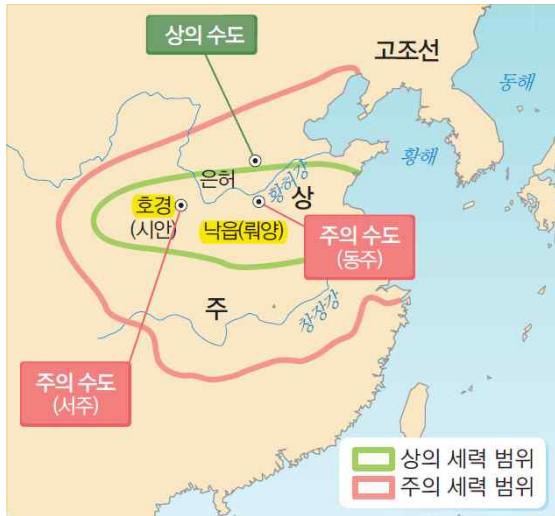 상의 수도
고조선
동해
황해
은허
황허강
상
호경
(시안)
낙읍(뤄양)
주의 수도
(동주)
주
창장강
주의 수도
(서주)
상의 세력 범위
주의 세력 범위